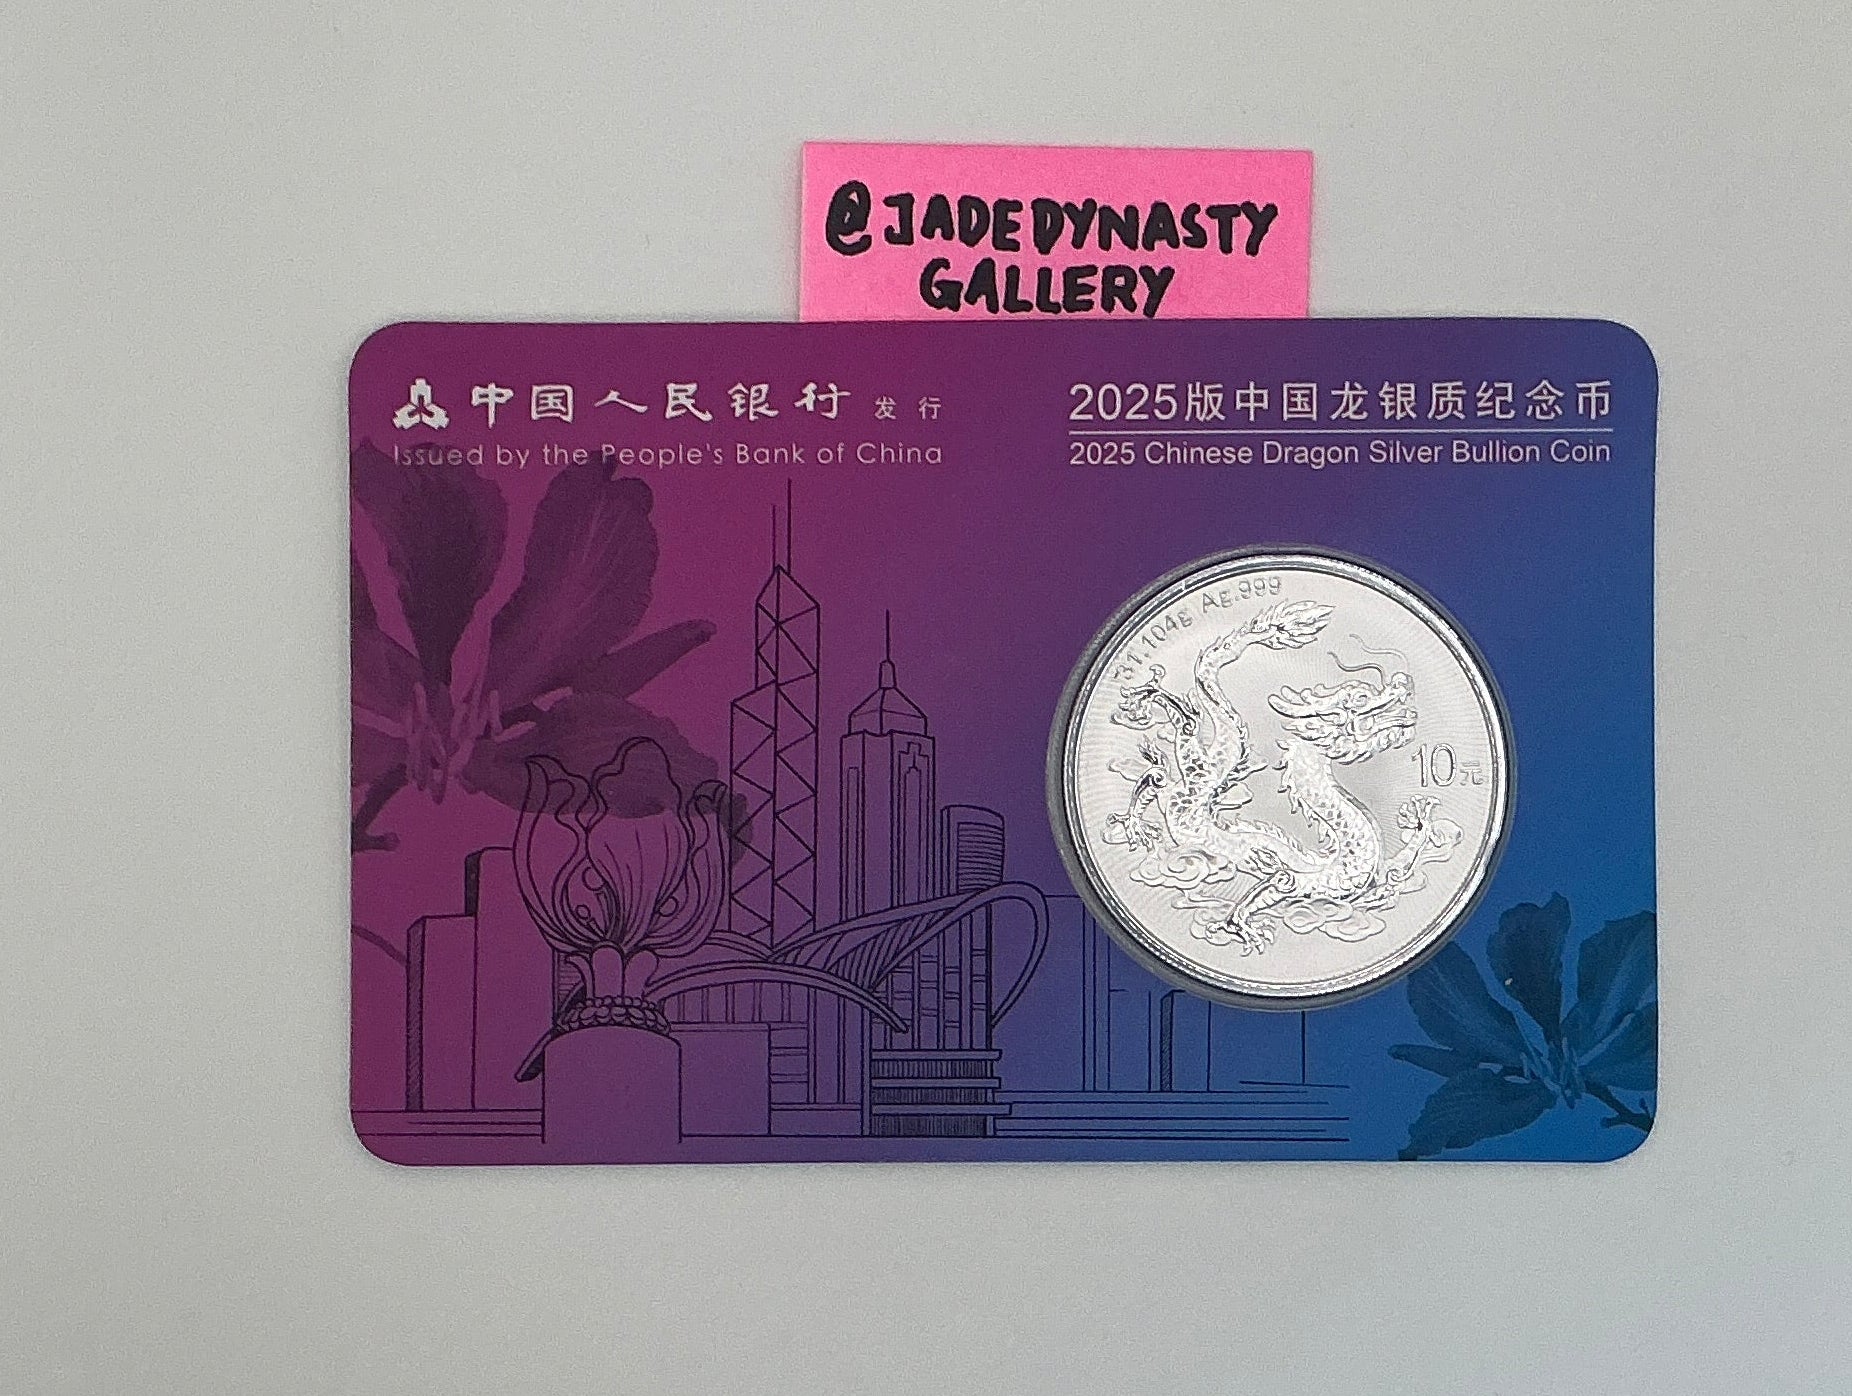 @JADEDYNASTY
GALLERY
中国人民银行 发行
Issued by the People's Bank of China
2025版中国龙银质纪念币
2025 Chinese Dragon Silver Bullion Coin
31.104g Ag.999
10元